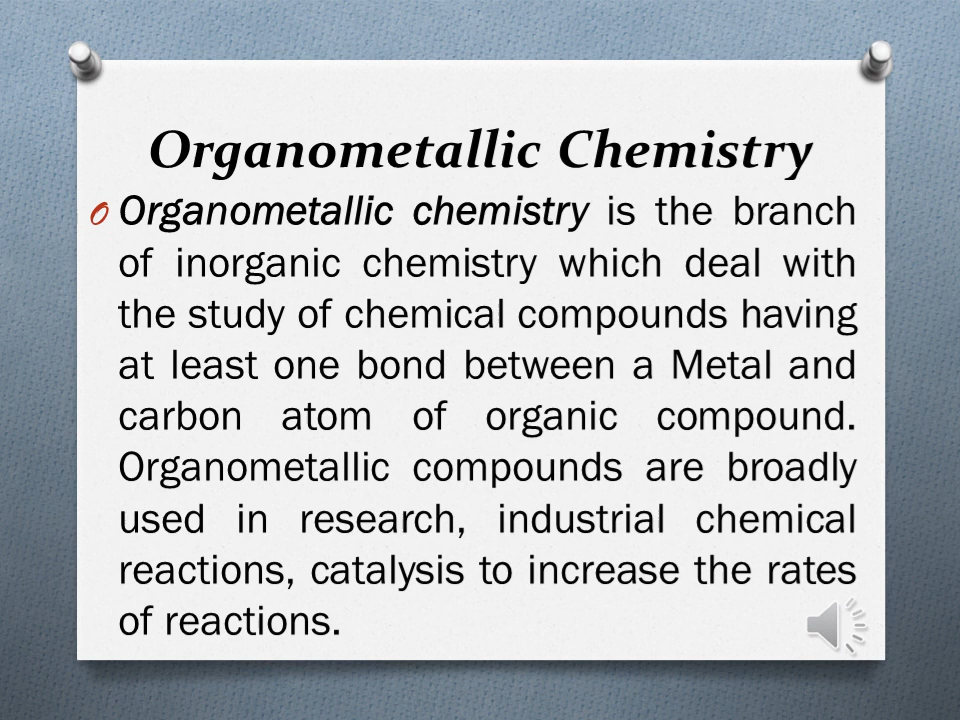 Organometallic Chemistry
Organometallic chemistry is the branch
of inorganic chemistry which deal with
the study of chemical compounds having
at least one bond between a Metal and
carbon atom of organic compound.
Organometallic compounds are broadly
used in research, industrial chemical
reactions, catalysis to increase the rates
of reactions.